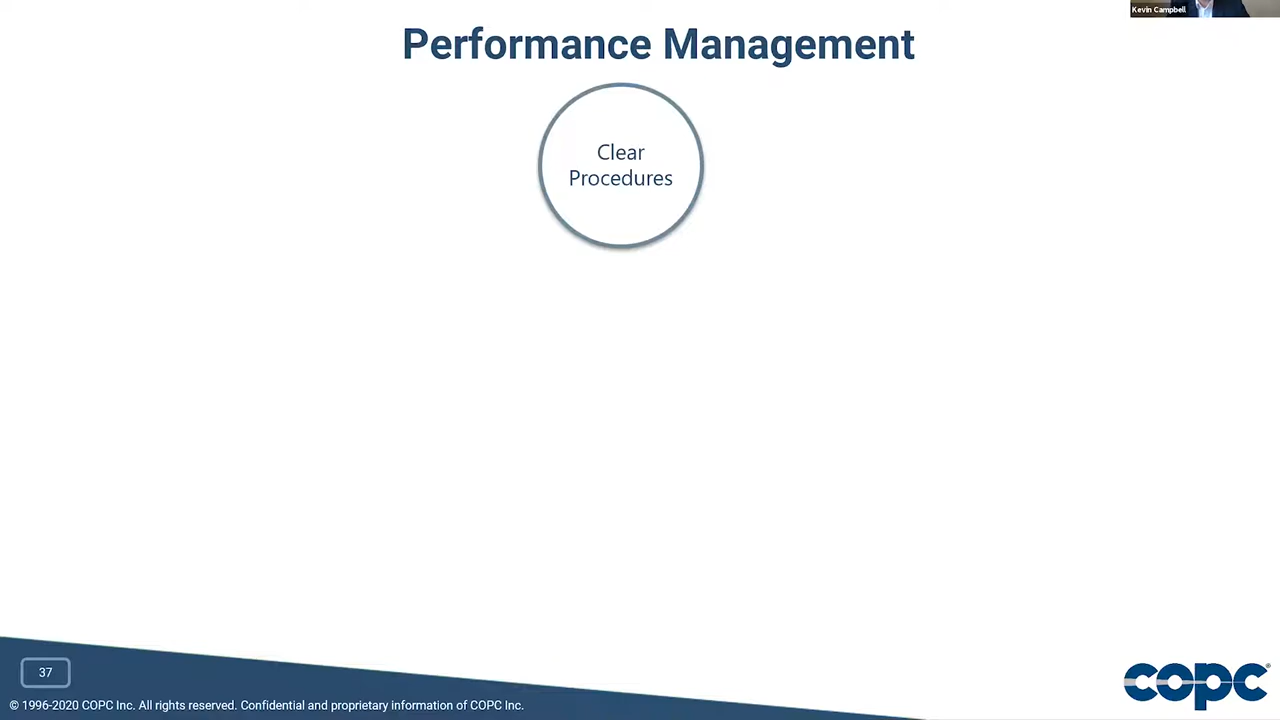 Kevin Campbell
Performance Management
Clear
Procedures
37
© 1996-2020 COPC Inc. All rights reserved. Confidential and proprietary information of COPC Inc.
copc®